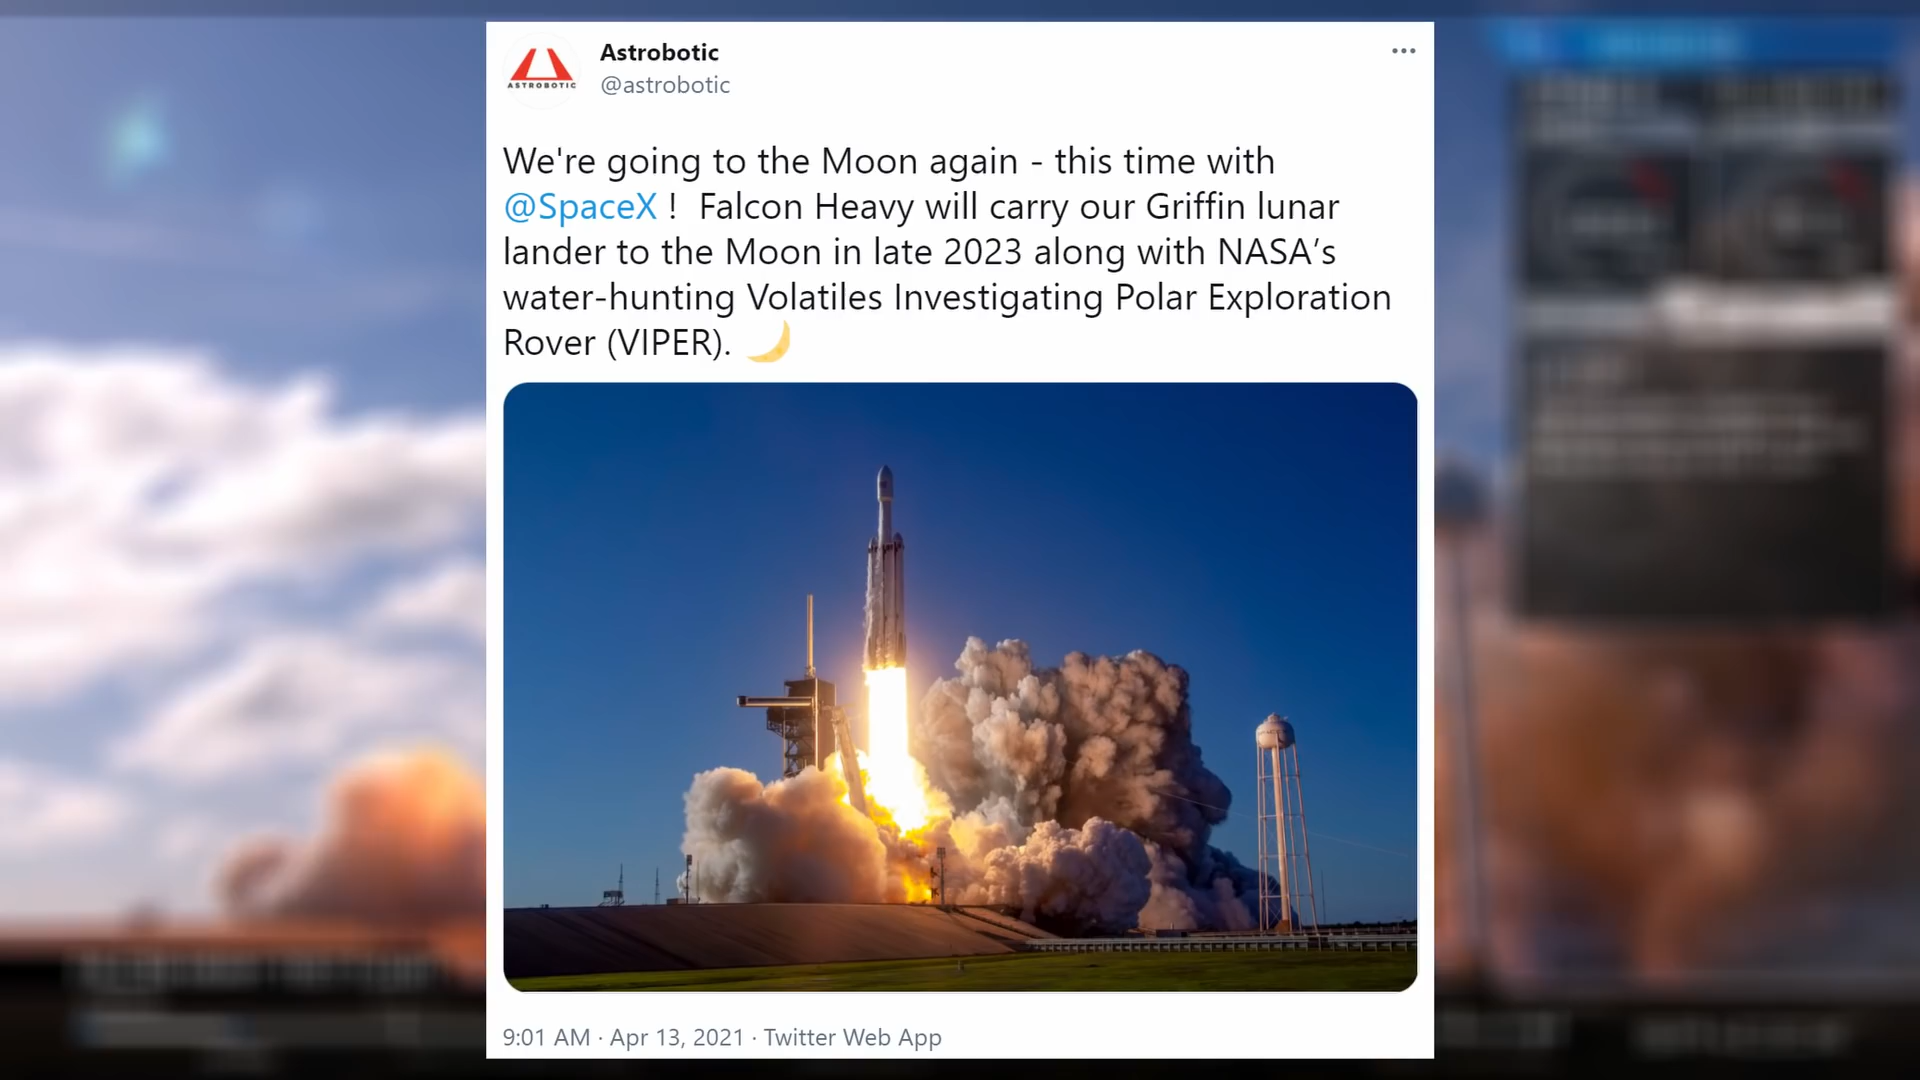 Astrobotic
ASTROBOTIC
@astrobotic
We're going to the Moon again - this time with
@SpaceX ! Falcon Heavy will carry our Griffin lunar
lander to the Moon in late 2023 along with NASA’s
water-hunting Volatiles Investigating Polar Exploration
Rover (VIPER). 🌙
9:01 AM · Apr 13, 2021 · Twitter Web App